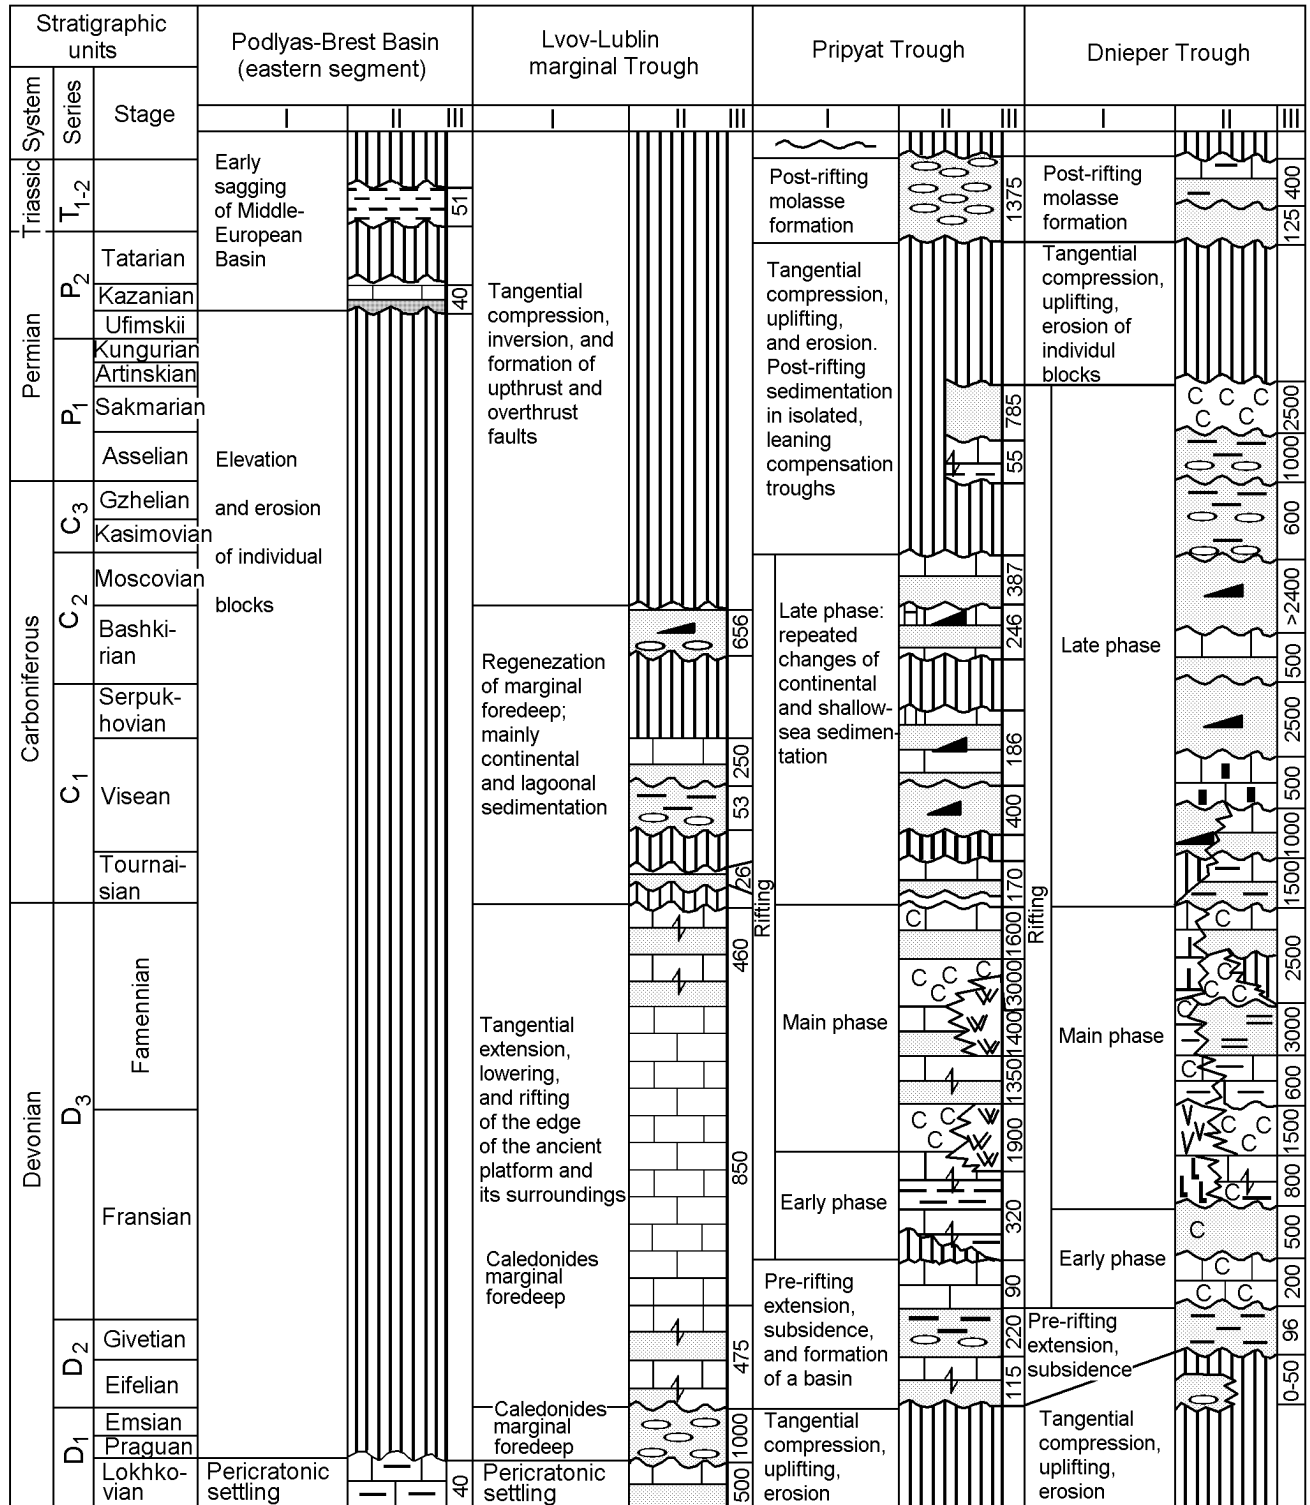 Stratigraphic
units
Podlyas-Brest Basin
(eastern segment)
Lvov-Lublin
marginal Trough
Pripyat Trough
Dnieper Trough
System
Series
Stage
I
II
III
I
II
III
I
II
III
I
II
III
Triassic
Permian
Carboniferous
Devonian
T1-2
P2
P1
C3
C2
C1
D3
D2
D1
Tatarian
Kazanian
Ufimskii
Kungurian
Artinskian
Sakmarian
Asselian
Gzhelian
Kasimovian
Moscovian
Bashki-
rian
Serpuk-
hovian
Visean
Tournai-
sian
Famennian
Fransian
Givetian
Eifelian
Emsian
Praguan
Lokhko-
vian
Early
sagging
of Middle-
European
Basin
Elevation
and erosion
of individual
blocks
Pericratonic
settling
51
40
40
Tangential
compression,
inversion, and
formation of
upthrust and
overthrust
faults
Regenezation
of marginal
foredeep;
mainly
continental
and lagoonal
sedimentation
Tangential
extension,
lowering,
and rifting
of the edge
of the ancient
platform and
its surroundings
Caledonides
marginal
foredeep
Caledonides
marginal
foredeep
Pericratonic
settling
656
250
53
26
460
850
475
1000
500
Post-rifting
molasse
formation
Tangential
compression,
uplifting,
and erosion.
Post-rifting
sedimentation
in isolated,
leaning
compensation
troughs
Rifting
Late phase:
repeated
changes of
continental
and shallow-
sea sedimen-
tation
Main phase
Early phase
Pre-rifting
extension,
subsidence,
and formation
of a basin
Tangential
compression,
uplifting,
erosion
C
C C C
C C
C C
C C
1375
785
55
387
246
186
400
170
1600
3000
1400
1350
1900
320
90
220
115
Post-rifting
molasse
formation
Tangential
compression,
uplifting,
erosion of
individul
blocks
Rifting
Late phase
Main phase
Early phase
Pre-rifting
extension,
subsidence
Tangential
compression,
uplifting,
erosion
C C C
C C
C
C
C C C
C
C
C C
C C
C
C
C
C C
400
125
2500
1000
600
>2400
500
2500
500
1000
1500
2500
3000
600
1500
800
500
200
96
0-50